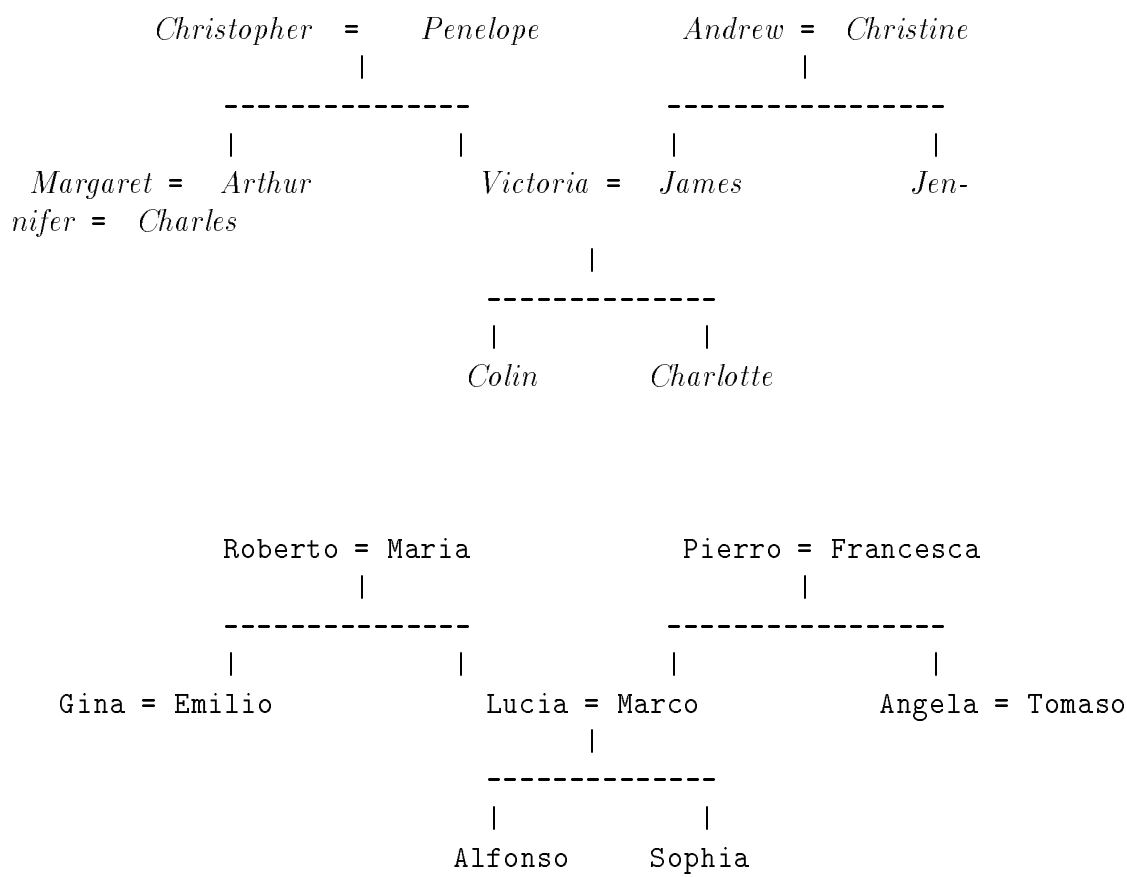 Christopher = Penelope Andrew = Christine
| |
--------------- -----------------
| | | |
Margaret = Arthur Victoria = James Jen-
nifer = Charles
|
--------------
| |
Colin Charlotte
Roberto = Maria Pierro = Francesca
| |
--------------- -----------------
| | | |
Gina = Emilio Lucia = Marco Angela = Tomaso
|
--------------
| |
Alfonso Sophia